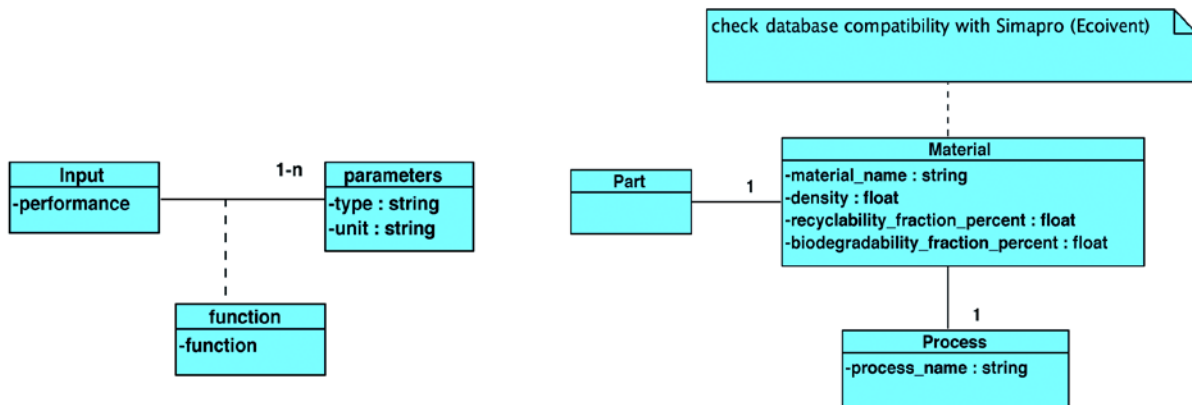 check database compatibility with Simapro (Ecoivent)
Input
-performance
1-n
parameters
-type : string
-unit : string
function
-function
Part
1
Material
-material_name : string
-density : float
-recyclability_fraction_percent : float
-biodegradability_fraction_percent : float
1
Process
-process_name : string